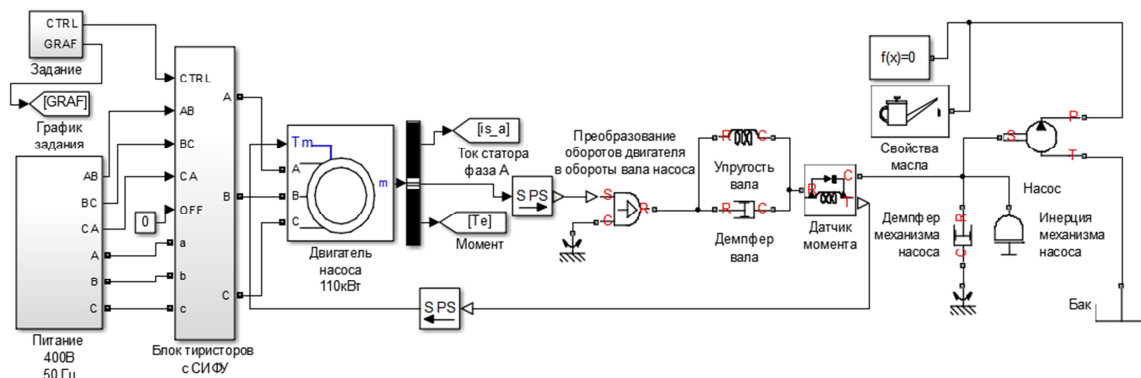 CTRL
GRAF
Задание
[GRAF]
График
задания
AB
BC
CA
A
B
C
Питание
400В
50 Гц
CTRL
AB
BC
CA
OFF
a
b
c
A
B
C
0
Блок тиристоров
с СИФУ
Tm
A
B
C
m
Двигатель
насоса
110кВт
[is_a]
Ток статора
фаза А
[Te]
Момент
S PS
S PS
Преобразование
оборотов двигателя
в обороты вала насоса
S
C
R
R
C
Упругость
вала
R
C
Демпфер
вала
R
C
T
Датчик
момента
f(x)=0
Свойства
масла
S
P
T
Насос
R
C
Демпфер
механизма
насоса
Инерция
механизма
насоса
Бак